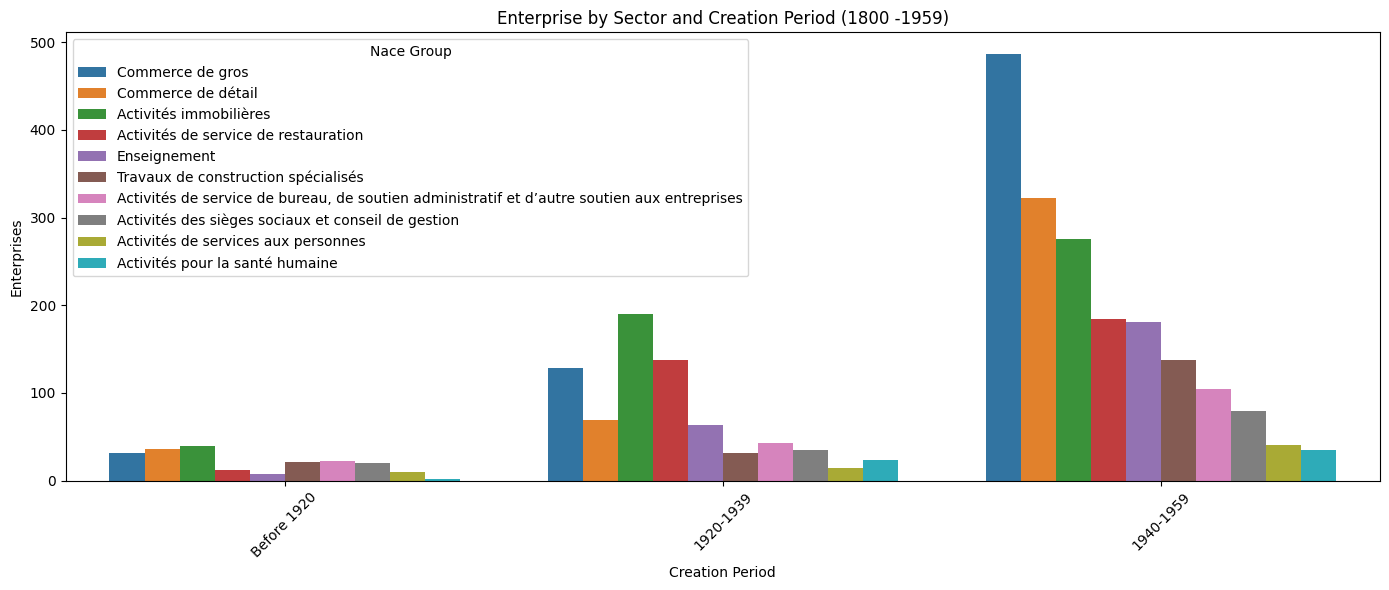 Enterprise by Sector and Creation Period (1800 -1959)
Nace Group
Commerce de gros
Commerce de détail
Activités immobilières
Activités de service de restauration
Enseignement
Travaux de construction spécialisés
Activités de service de bureau, de soutien administratif et d’autre soutien aux entreprises
Activités des sièges sociaux et conseil de gestion
Activités de services aux personnes
Activités pour la santé humaine
Enterprises
500
400
300
200
100
0
Before 1920
1920-1939
1940-1959
Creation Period